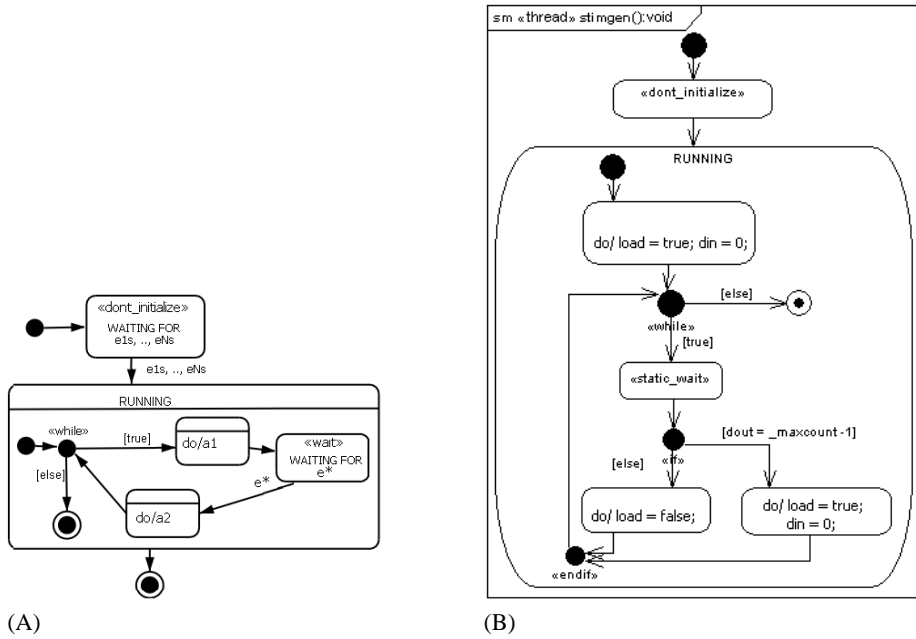 «dont_initialize»
WAITING FOR
e1s, .., eNs
e1s, .., eNs
RUNNING
«while»
[true]
do/a1
«wait»
WAITING FOR
e*
[else]
e*
do/a2
(A)
sm «thread» stimgen():void
«dont_initialize»
RUNNING
do/ load = true; din = 0;
[else]
«while»
[true]
«static_wait»
[dout = _maxcount -1]
«if»
[else]
do/ load = false;
do/ load = true;
din = 0;
«endif»
(B)